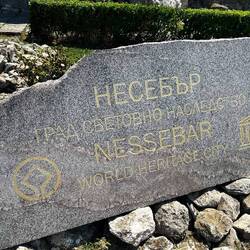 НЕСЕБЪР
ГРАД СВЕТОВНО НАСЛЕДСТВО
NESSEBAR
WORLD HERITAGE CITY